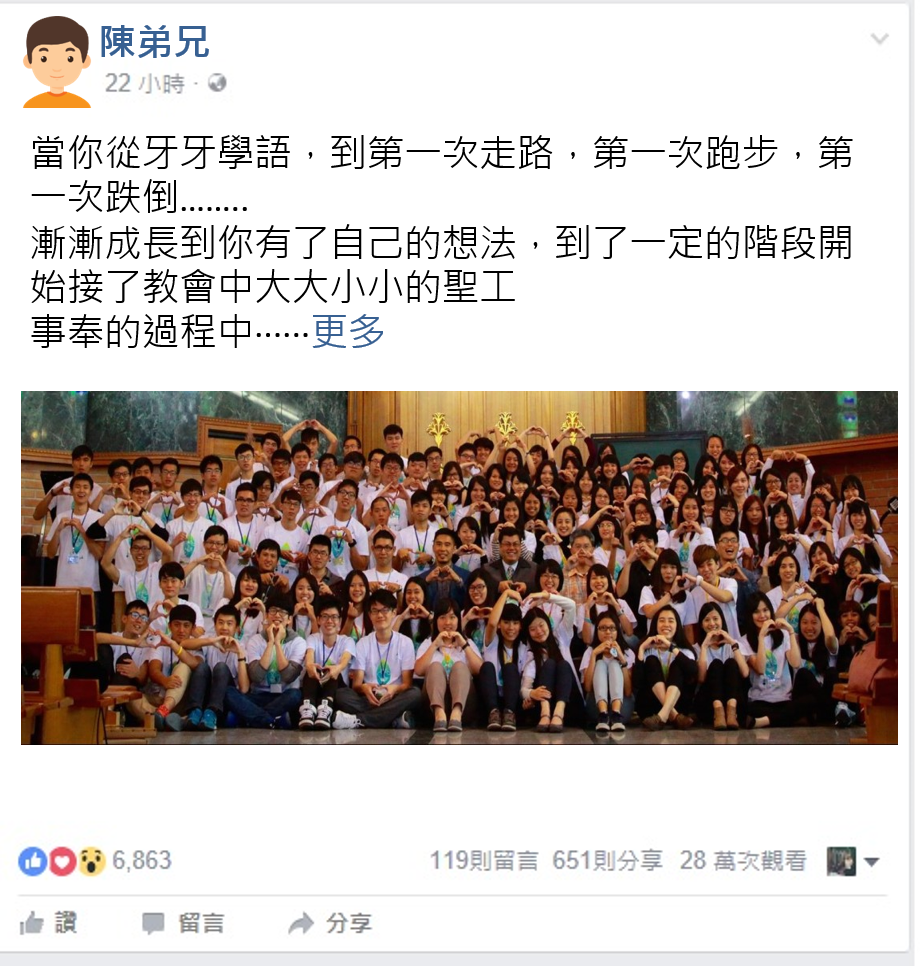 陳弟兄
22 小時 ·
當你從牙牙學語，到第一次走路，第一次跑步，第
一次跌倒........
漸漸成長到你有了自己的想法，到了一定的階段開
始接了教會中大大小小的聖工
事奉的過程中⋯⋯更多
6,863
119則留言 651則分享 28 萬次觀看
讚 留言 分享